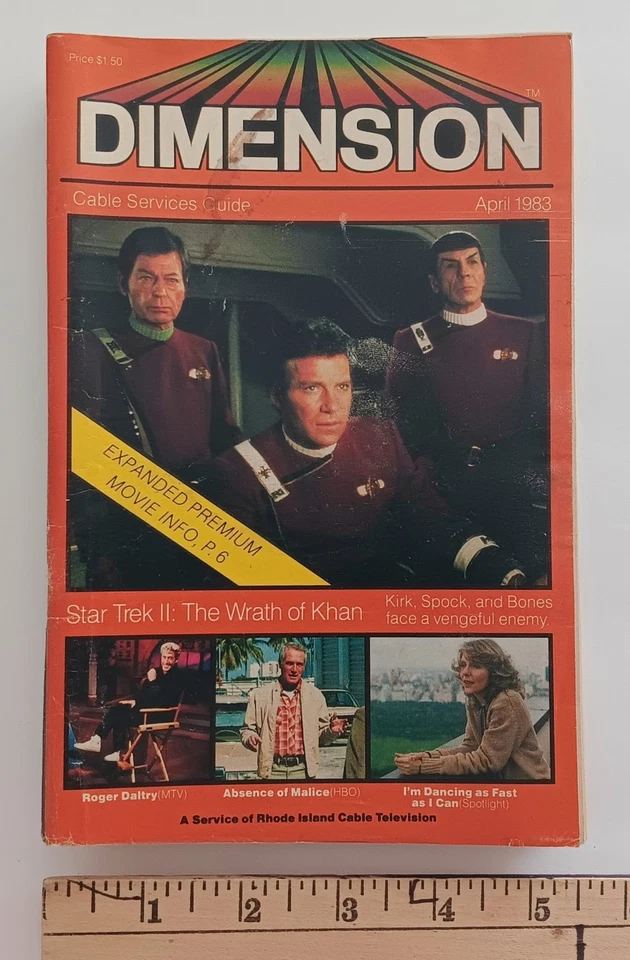 Price $1.50
DIMENSION
TM
Cable Services Guide
April 1983
EXPANDED PREMIUM
MOVIE INFO, P. 6
Star Trek II: The Wrath of Khan
Kirk, Spock, and Bones
face a vengeful enemy.
Roger Daltry(MTV)
Absence of Malice(HBO)
I'm Dancing as Fast
as I Can(Spotlight)
A Service of Rhode Island Cable Television
1 2 3 4 5